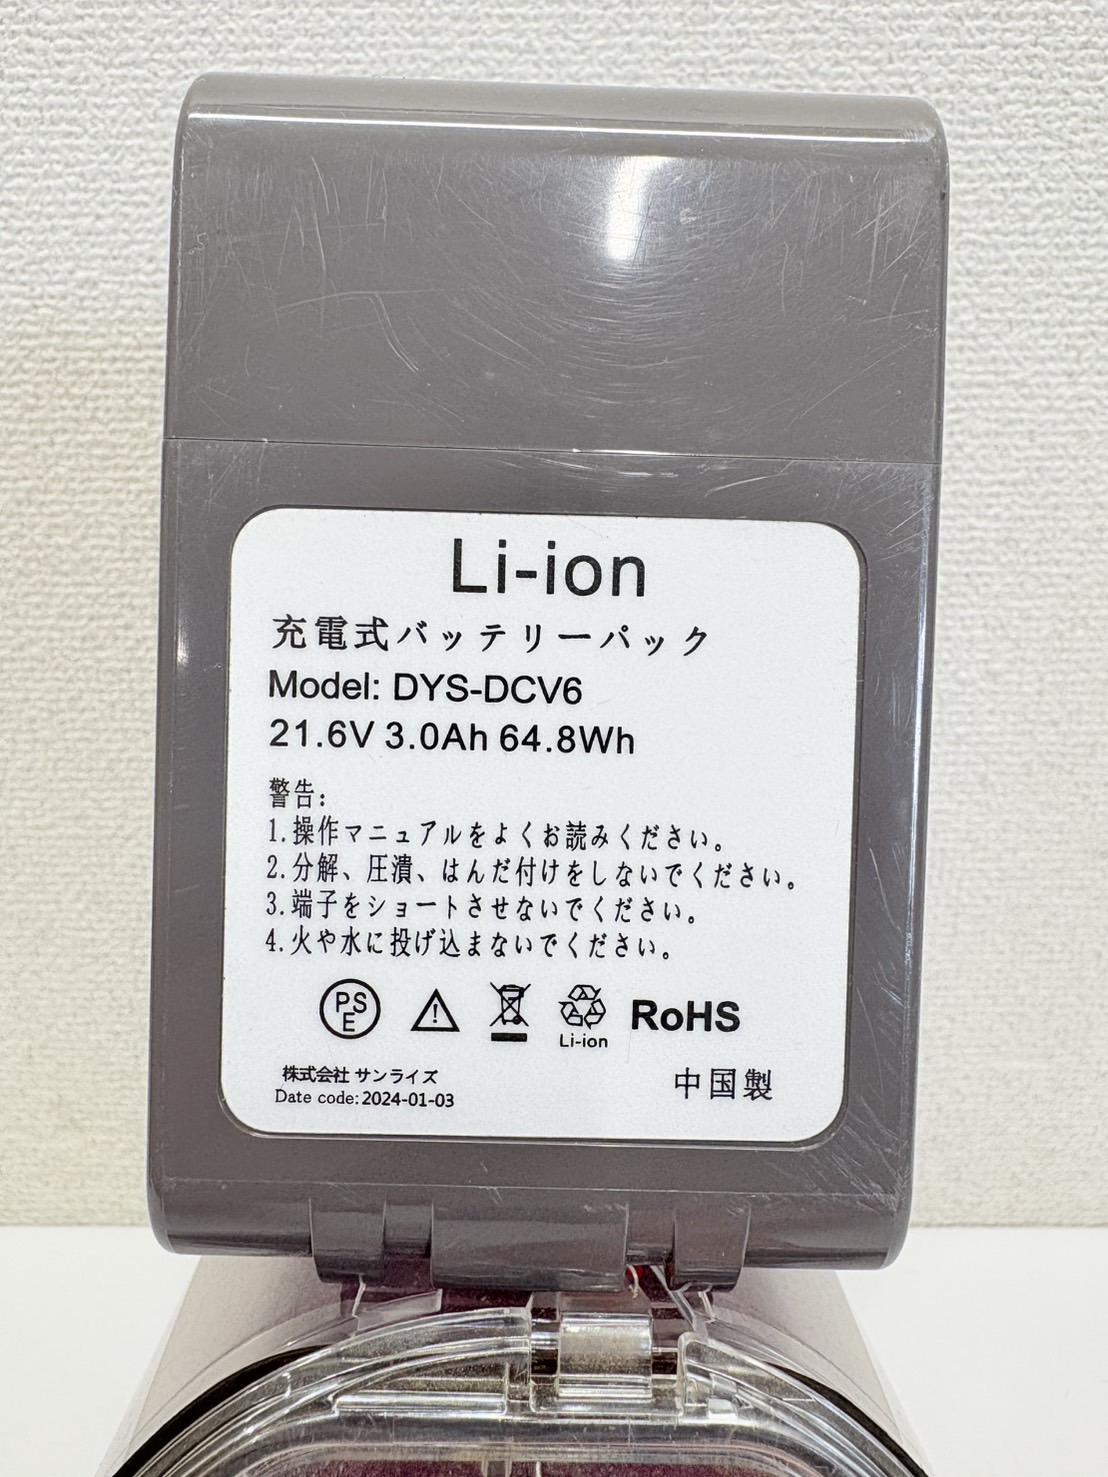 Li-ion
充電式バッテリーパック
Model: DYS-DCV6
21.6V 3.0Ah 64.8Wh
警告:
1.操作マニュアルをよくお読みください。
2.分解、圧潰、はんだ付けをしないでください。
3.端子をショートさせないでください。
4.火や水に投げ込まないでください。
PSE
Li-ion
RoHS
株式会社 サンライズ
中国製
Date code:2024-01-03